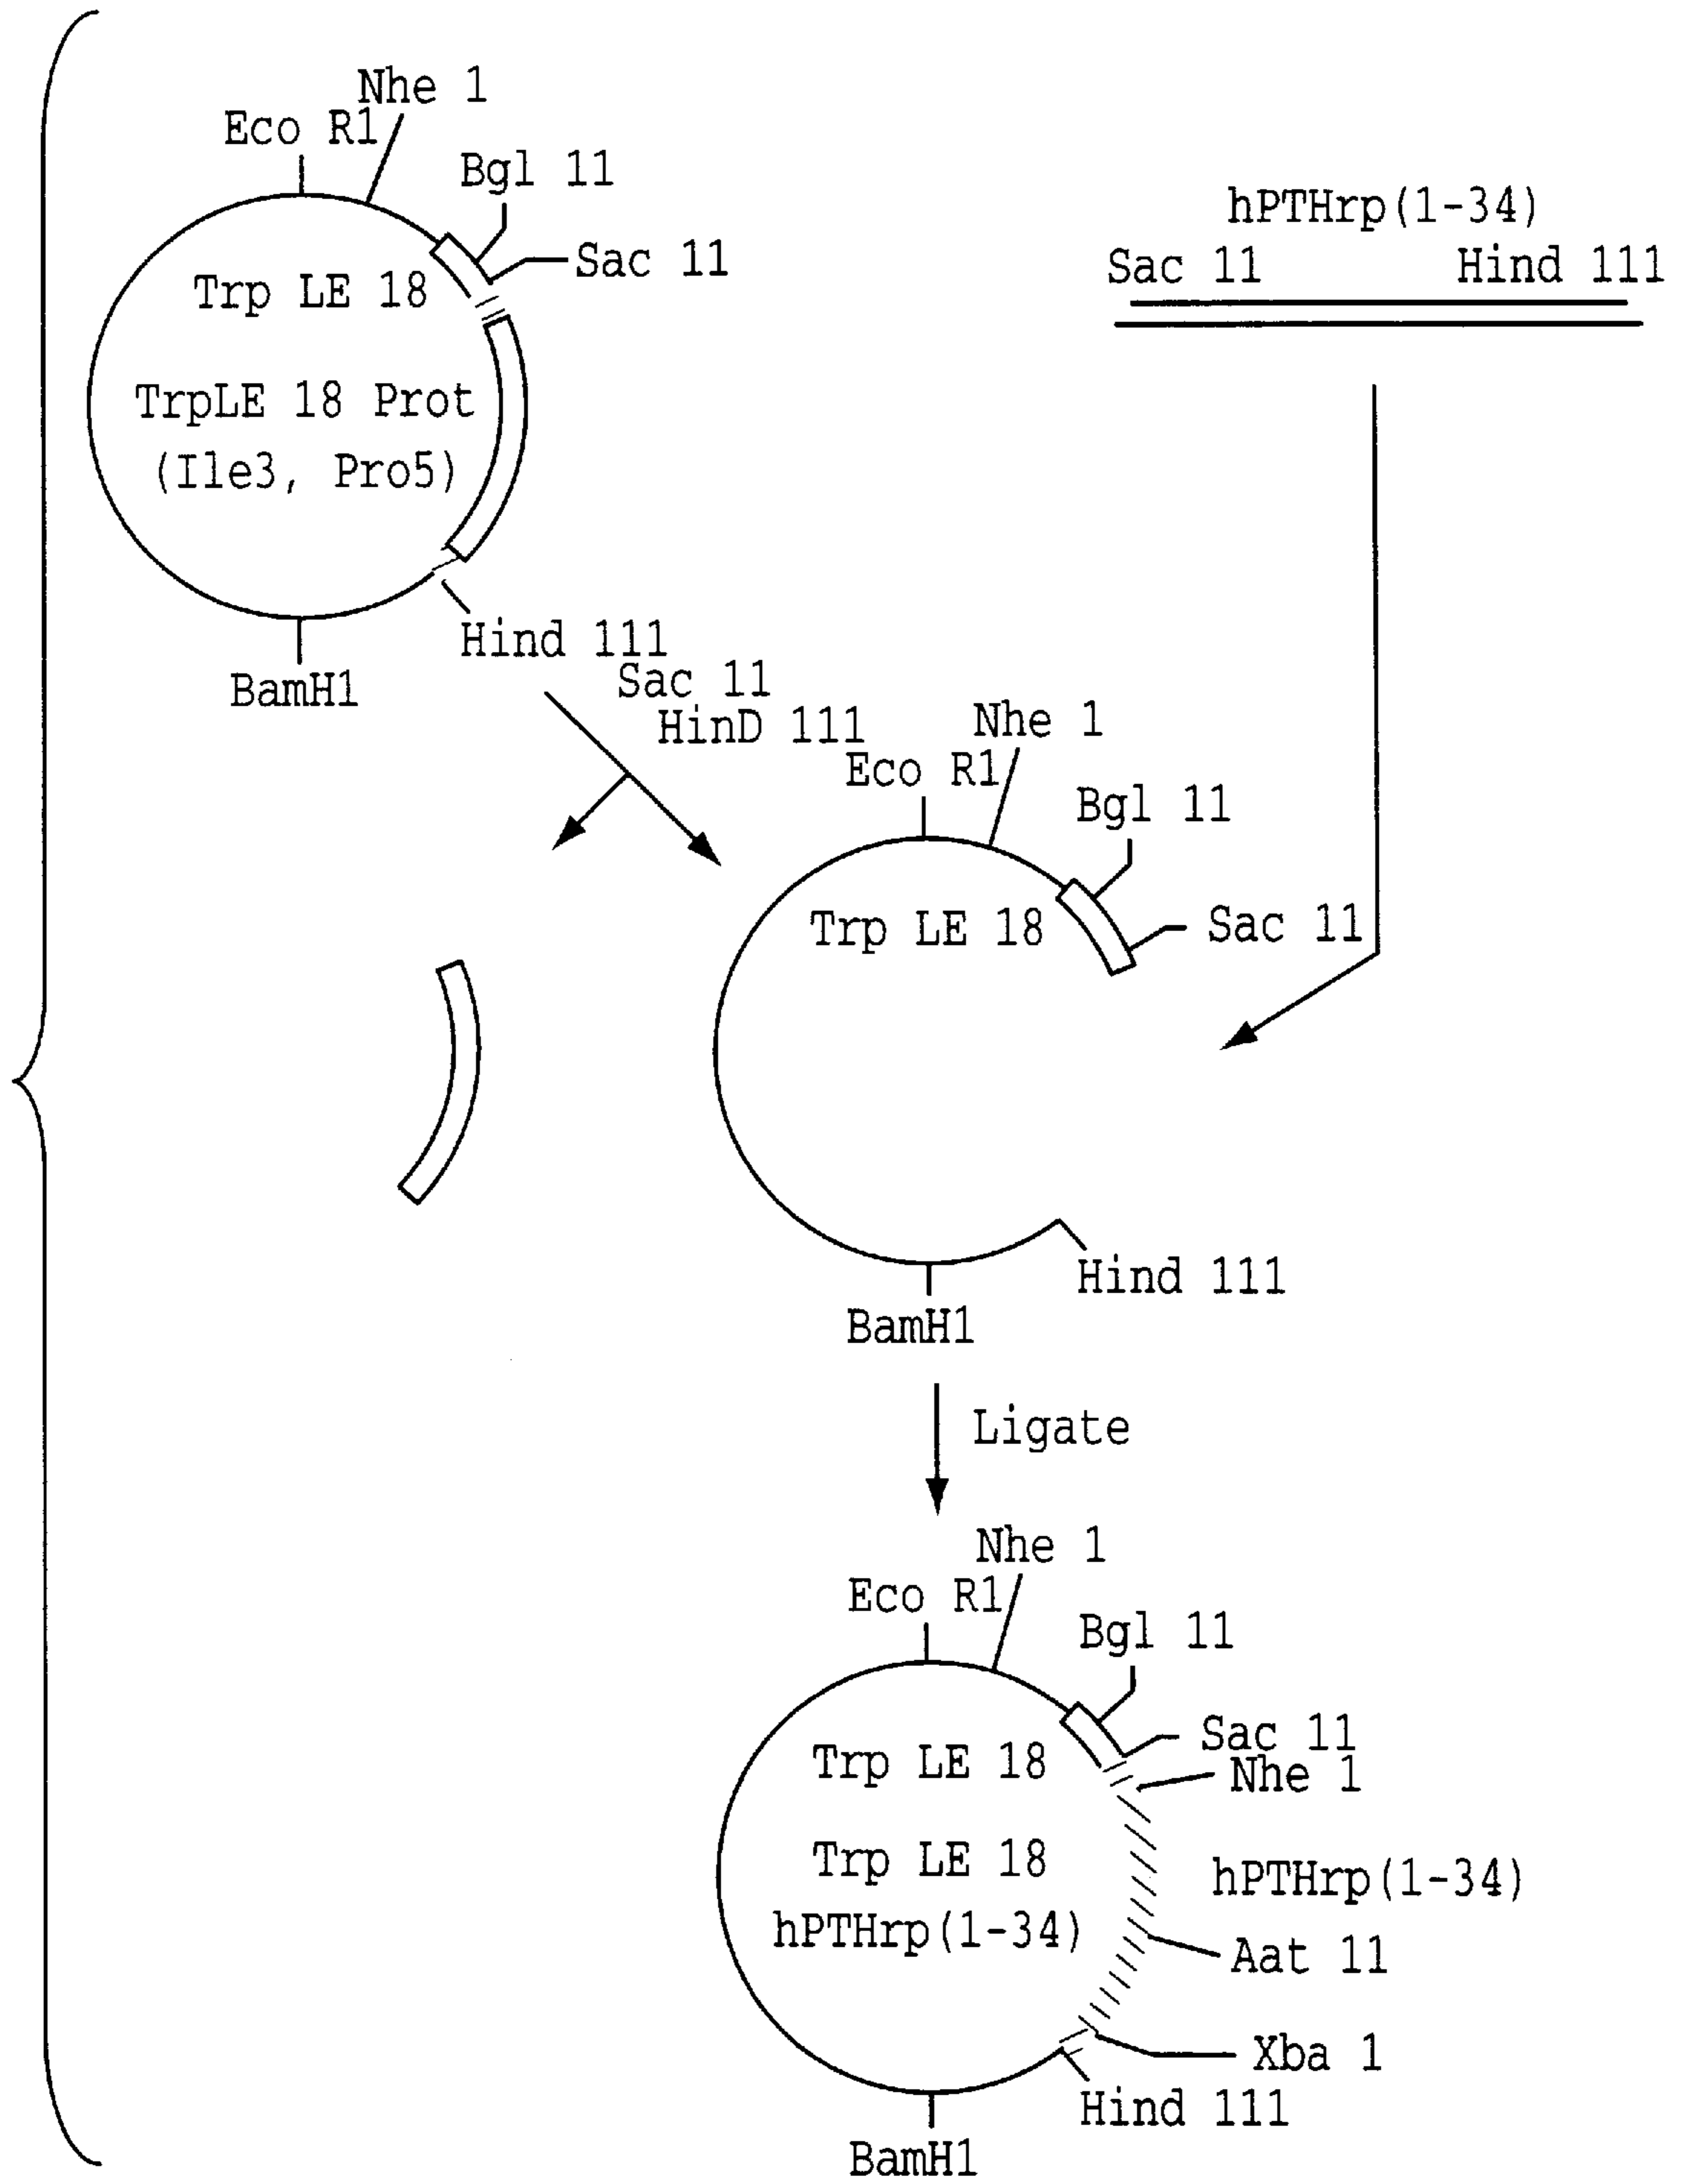 Nhe 1
Eco R1
Bgl 11
Sac 11
Trp LE 18
TrpLE 18 Prot
(Ile3, Pro5)
Hind 111
BamH1
hPTHrp(1-34)
Sac 11 Hind 111
Sac 11
HinD 111
Nhe 1
Eco R1
Bgl 11
Trp LE 18
Sac 11
Hind 111
BamH1
Ligate
Nhe 1
Eco R1
Bgl 11
Sac 11
Trp LE 18
Nhe 1
Trp LE 18
hPTHrp(1-34)
hPTHrp(1-34)
Aat 11
Xba 1
Hind 111
BamH1